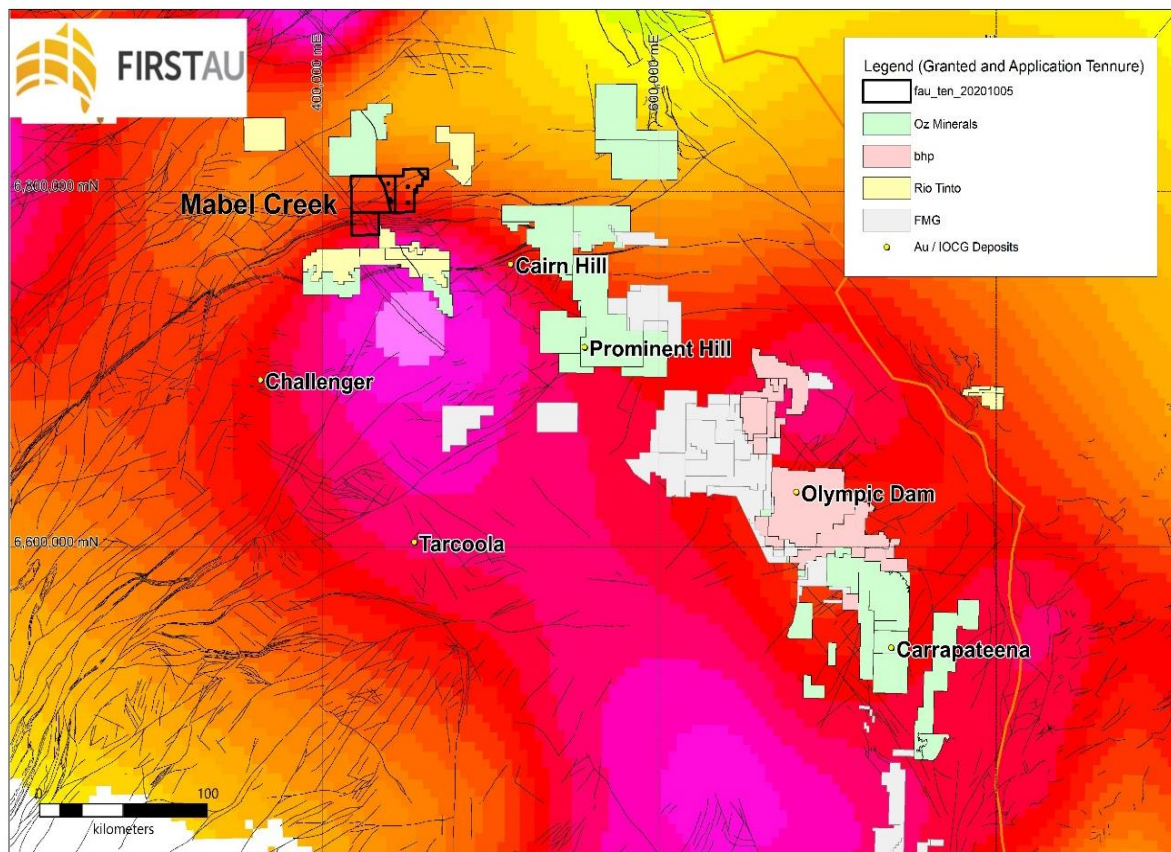 FIRSTAU
400,000 mE
600,000 mE
Legend (Granted and Application Tennure)
fau_ten_20201005
Oz Minerals
bhp
Rio Tinto
FMG
Au / IOCG Deposits
6,800,000 mN
Mabel Creek
Cairn Hill
Prominent Hill
Challenger
Olympic Dam
6,600,000 mN
Tarcoola
Carrapateena
0 100
kilometers